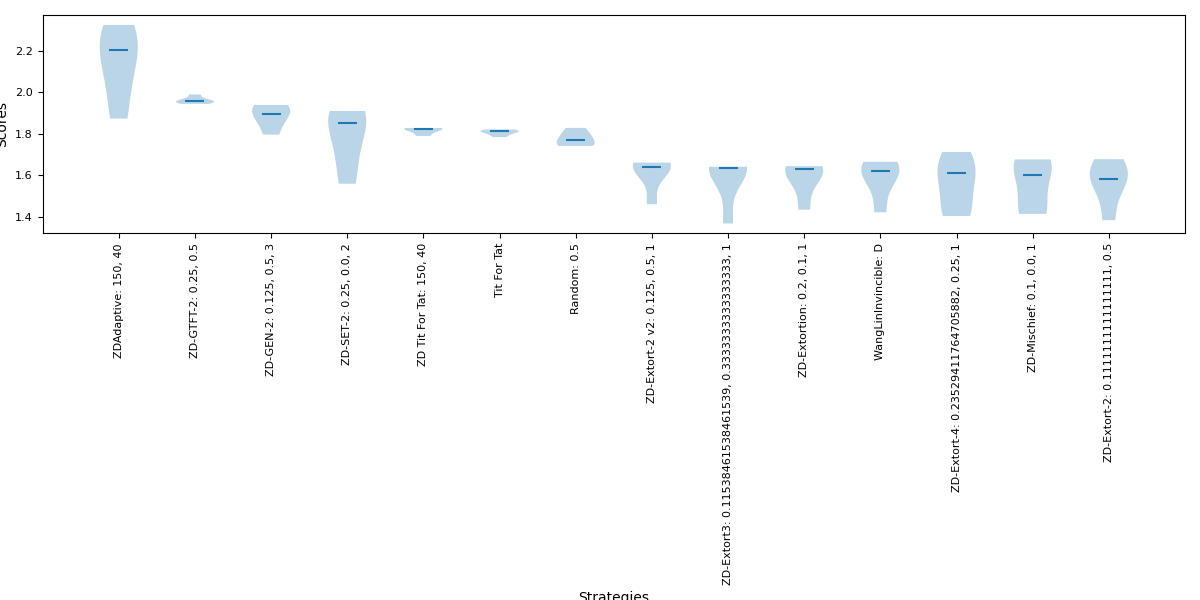 Scores
2.2
2.0
1.8
1.6
1.4
ZDAdaptive: 150, 40
ZD-GTFT-2: 0.25, 0.5
ZD-GEN-2: 0.125, 0.5, 3
ZD-SET-2: 0.25, 0.0, 2
ZD Tit For Tat: 150, 40
Tit For Tat
Random: 0.5
ZD-Extort-2 v2: 0.125, 0.5, 1
ZD-Extort3: 0.11538461538461539, 0.3333333333333333, 1
ZD-Extortion: 0.2, 0.1, 1
WangLinInvincible: D
ZD-Extort-4: 0.23529411764705882, 0.25, 1
ZD-Mischief: 0.1, 0.0, 1
ZD-Extort-2: 0.1111111111111111, 0.5
Strategies